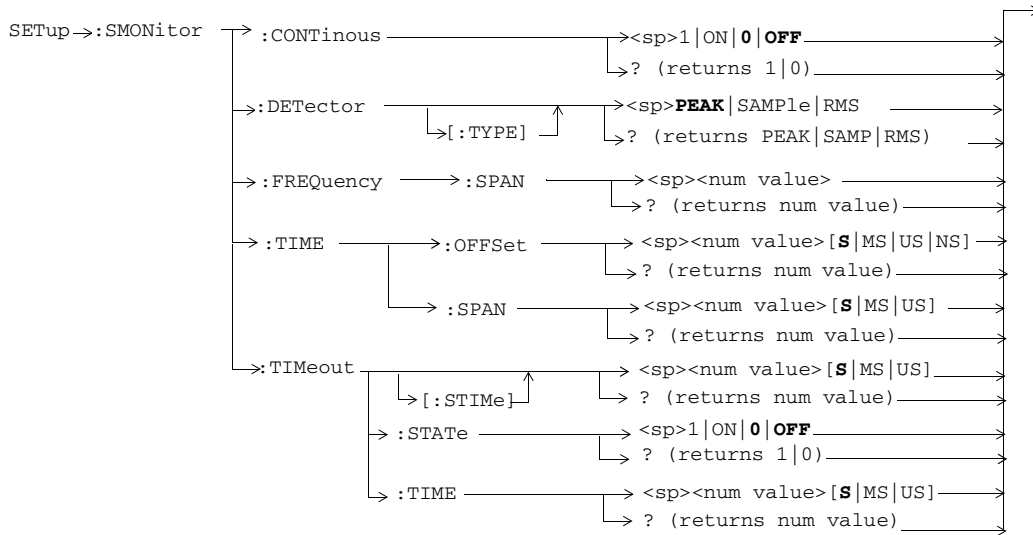 SETup :SMONitor :CONTinous <sp>1|ON|0|OFF
? (returns 1|0)
:DETector <sp>PEAK|SAMPle|RMS
[:TYPE] ? (returns PEAK|SAMP|RMS)
:FREQuency :SPAN <sp><num value>
? (returns num value)
:TIME :OFFSet <sp><num value>[S|MS|US|NS]
? (returns num value)
:SPAN <sp><num value>[S|MS|US]
? (returns num value)
:TIMeout <sp><num value>[S|MS|US]
[:STIMe] ? (returns num value)
:STATe <sp>1|ON|0|OFF
? (returns 1|0)
:TIME <sp><num value>[S|MS|US]
? (returns num value)